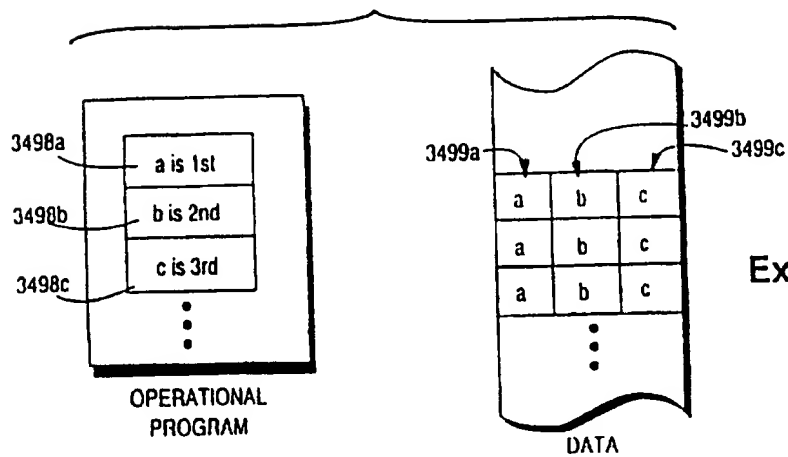 3498a
a is 1st
3498b
b is 2nd
3498c
c is 3rd
OPERATIONAL
PROGRAM
3499a
3499b
3499c
a b c
a b c
a b c
DATA
Ex